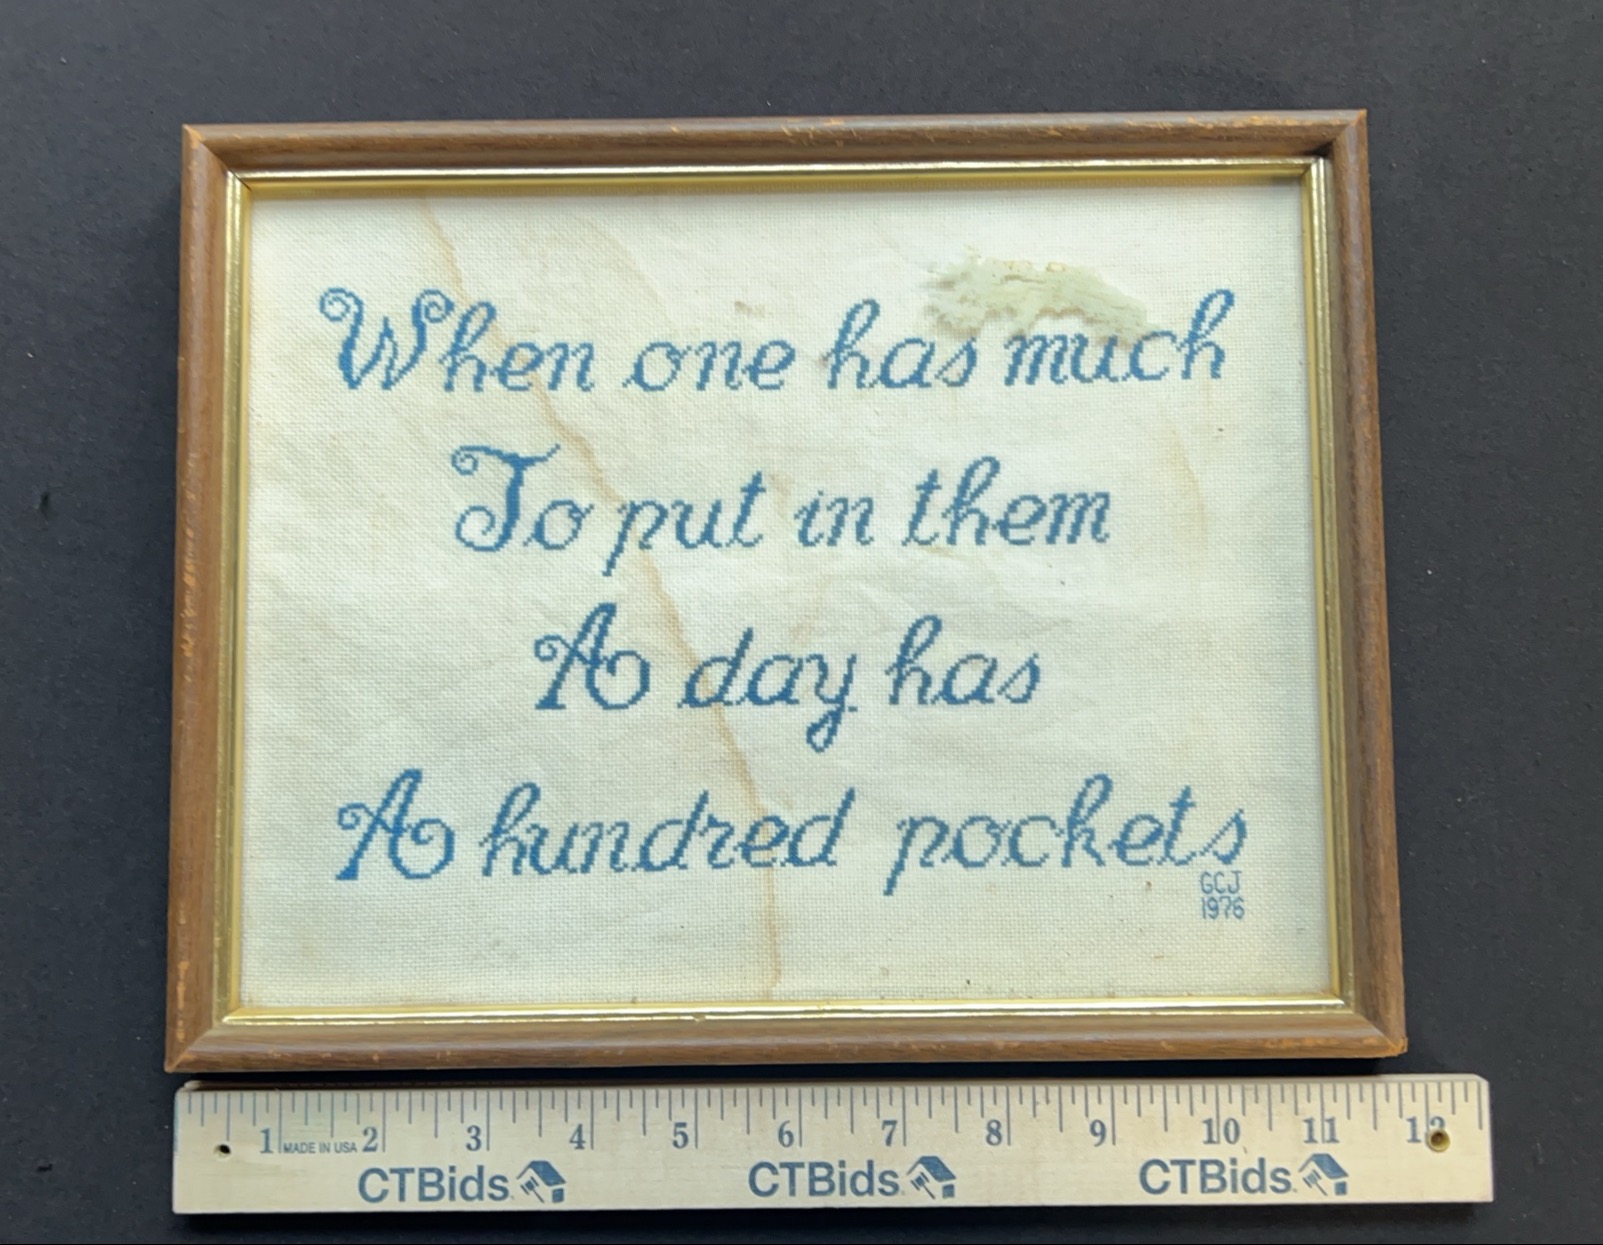 When one has much
To put in them
A day has
A hundred pockets
GCJ
1976
1 MADE IN USA 2 3 4 5 6 7 8 9 10 11 12
CTBids CTBids CTBids